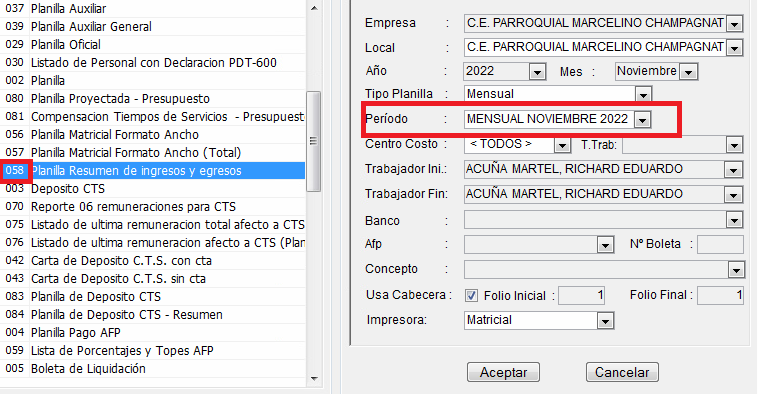 037 Planilla Auxiliar
039 Planilla Auxiliar General
029 Planilla Oficial
030 Listado de Personal con Declaracion PDT-600
002 Planilla
080 Planilla Proyectada - Presupuesto
081 Compensacion Tiempos de Servicios - Presupuest
056 Planilla Matricial Formato Ancho
057 Planilla Matricial Formato Ancho (Total)
058 Planilla Resumen de ingresos y egresos
003 Deposito CTS
070 Reporte 06 remuneraciones para CTS
075 Listado de ultima remuneracion total afecto a CTS
076 Listado de ultima remuneracion afecto a CTS (Plan
042 Carta de Deposito C.T.S. con cta
043 Carta de Deposito C.T.S. sin cta
083 Planilla de Deposito CTS
084 Planilla de Deposito CTS - Resumen
004 Planilla Pago AFP
059 Lista de Porcentajes y Topes AFP
005 Boleta de Liquidación
Empresa : C.E. PARROQUIAL MARCELINO CHAMPAGNAT
Local : C.E. PARROQUIAL MARCELINO CHAMPAGNAT
Año : 2022 Mes : Noviembre
Tipo Planilla : Mensual
Período : MENSUAL NOVIEMBRE 2022
Centro Costo : < TODOS > T.Trab:
Trabajador Ini.: ACUÑA MARTEL, RICHARD EDUARDO
Trabajador Fin: ACUÑA MARTEL, RICHARD EDUARDO
Banco :
Afp : Nº Boleta :
Concepto :
Usa Cabecera : Folio Inicial : 1 Folio Final : 1
Impresora: Matricial
Aceptar Cancelar